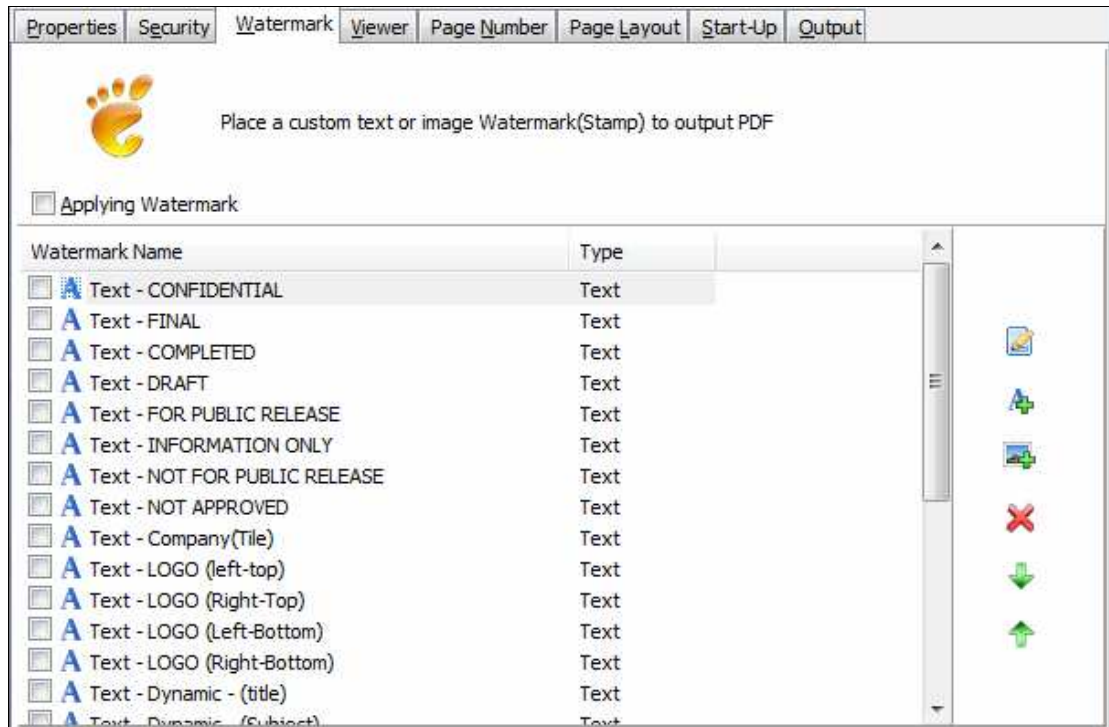 Properties Security Watermark Viewer Page Number Page Layout Start-Up Output
Place a custom text or image Watermark(Stamp) to output PDF
Applying Watermark
Watermark Name Type
Text - CONFIDENTIAL Text
Text - FINAL Text
Text - COMPLETED Text
Text - DRAFT Text
Text - FOR PUBLIC RELEASE Text
Text - INFORMATION ONLY Text
Text - NOT FOR PUBLIC RELEASE Text
Text - NOT APPROVED Text
Text - Company(Tile) Text
Text - LOGO (left-top) Text
Text - LOGO (Right-Top) Text
Text - LOGO (Left-Bottom) Text
Text - LOGO (Right-Bottom) Text
Text - Dynamic - (title) Text
Text - Dynamic - (Subject) Text